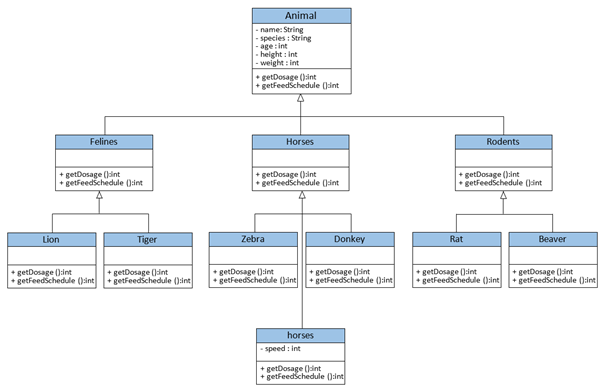 Animal
- name: String
- species : String
- age : int
- height : int
- weight : int
+ getDosage ():int
+ getFeedSchedule ():int
Felines
+ getDosage ():int
+ getFeedSchedule ():int
Horses
+ getDosage ():int
+ getFeedSchedule ():int
Rodents
+ getDosage ():int
+ getFeedSchedule ():int
Lion
+ getDosage ():int
+ getFeedSchedule ():int
Tiger
+ getDosage ():int
+ getFeedSchedule ():int
Zebra
+ getDosage ():int
+ getFeedSchedule ():int
Donkey
+ getDosage ():int
+ getFeedSchedule ():int
Rat
+ getDosage ():int
+ getFeedSchedule ():int
Beaver
+ getDosage ():int
+ getFeedSchedule ():int
horses
- speed : int
+ getDosage ():int
+ getFeedSchedule ():int